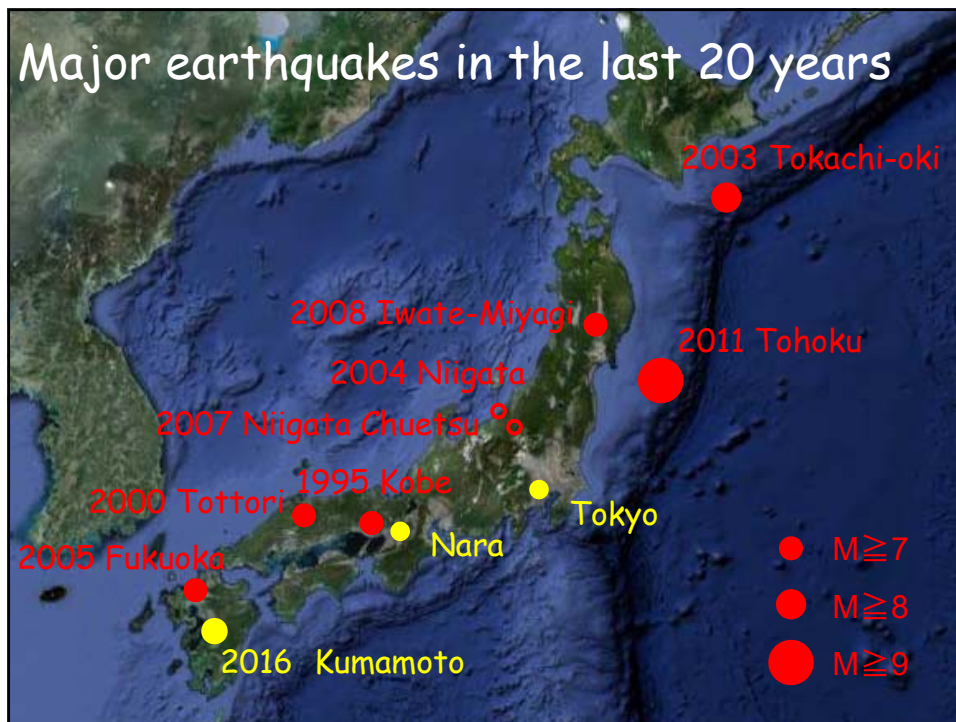 Major earthquakes in the last 20 years
2003 Tokachi-oki
2008 Iwate-Miyagi
2011 Tohoku
2004 Niigata
2007 Niigata Chuetsu
1995 Kobe
2000 Tottori
Tokyo
Nara
2005 Fukuoka
2016 Kumamoto
M≧7
M≧8
M≧9